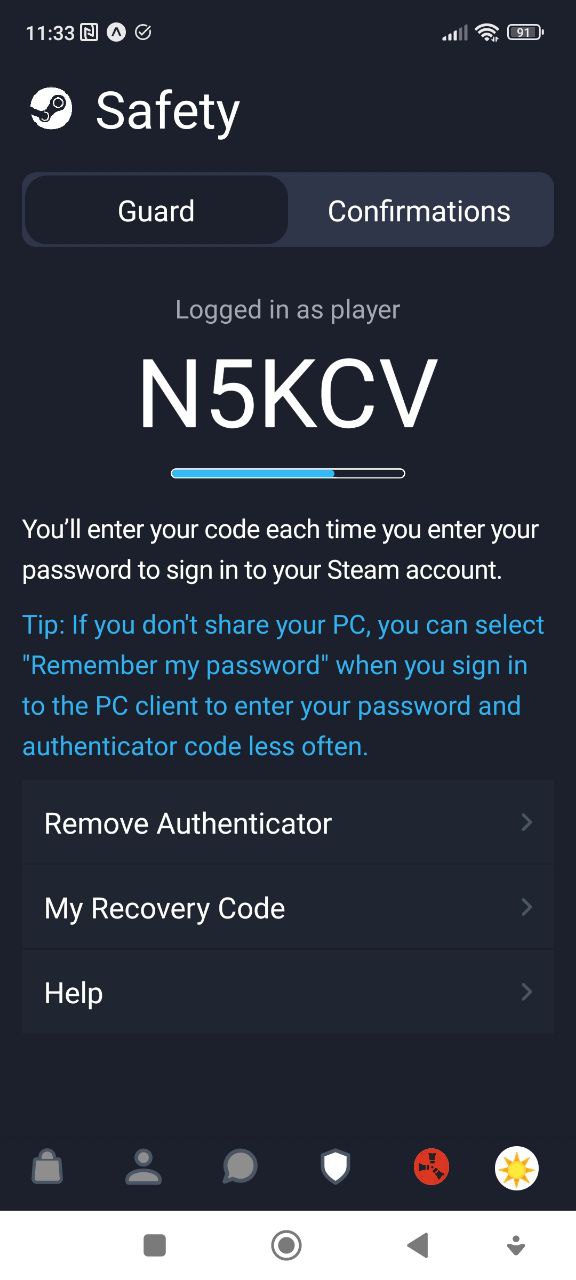 11:33
91
Safety
Guard
Confirmations
Logged in as player
N5KCV
You’ll enter your code each time you enter your
password to sign in to your Steam account.
Tip: If you don't share your PC, you can select
"Remember my password" when you sign in
to the PC client to enter your password and
authenticator code less often.
Remove Authenticator
My Recovery Code
Help